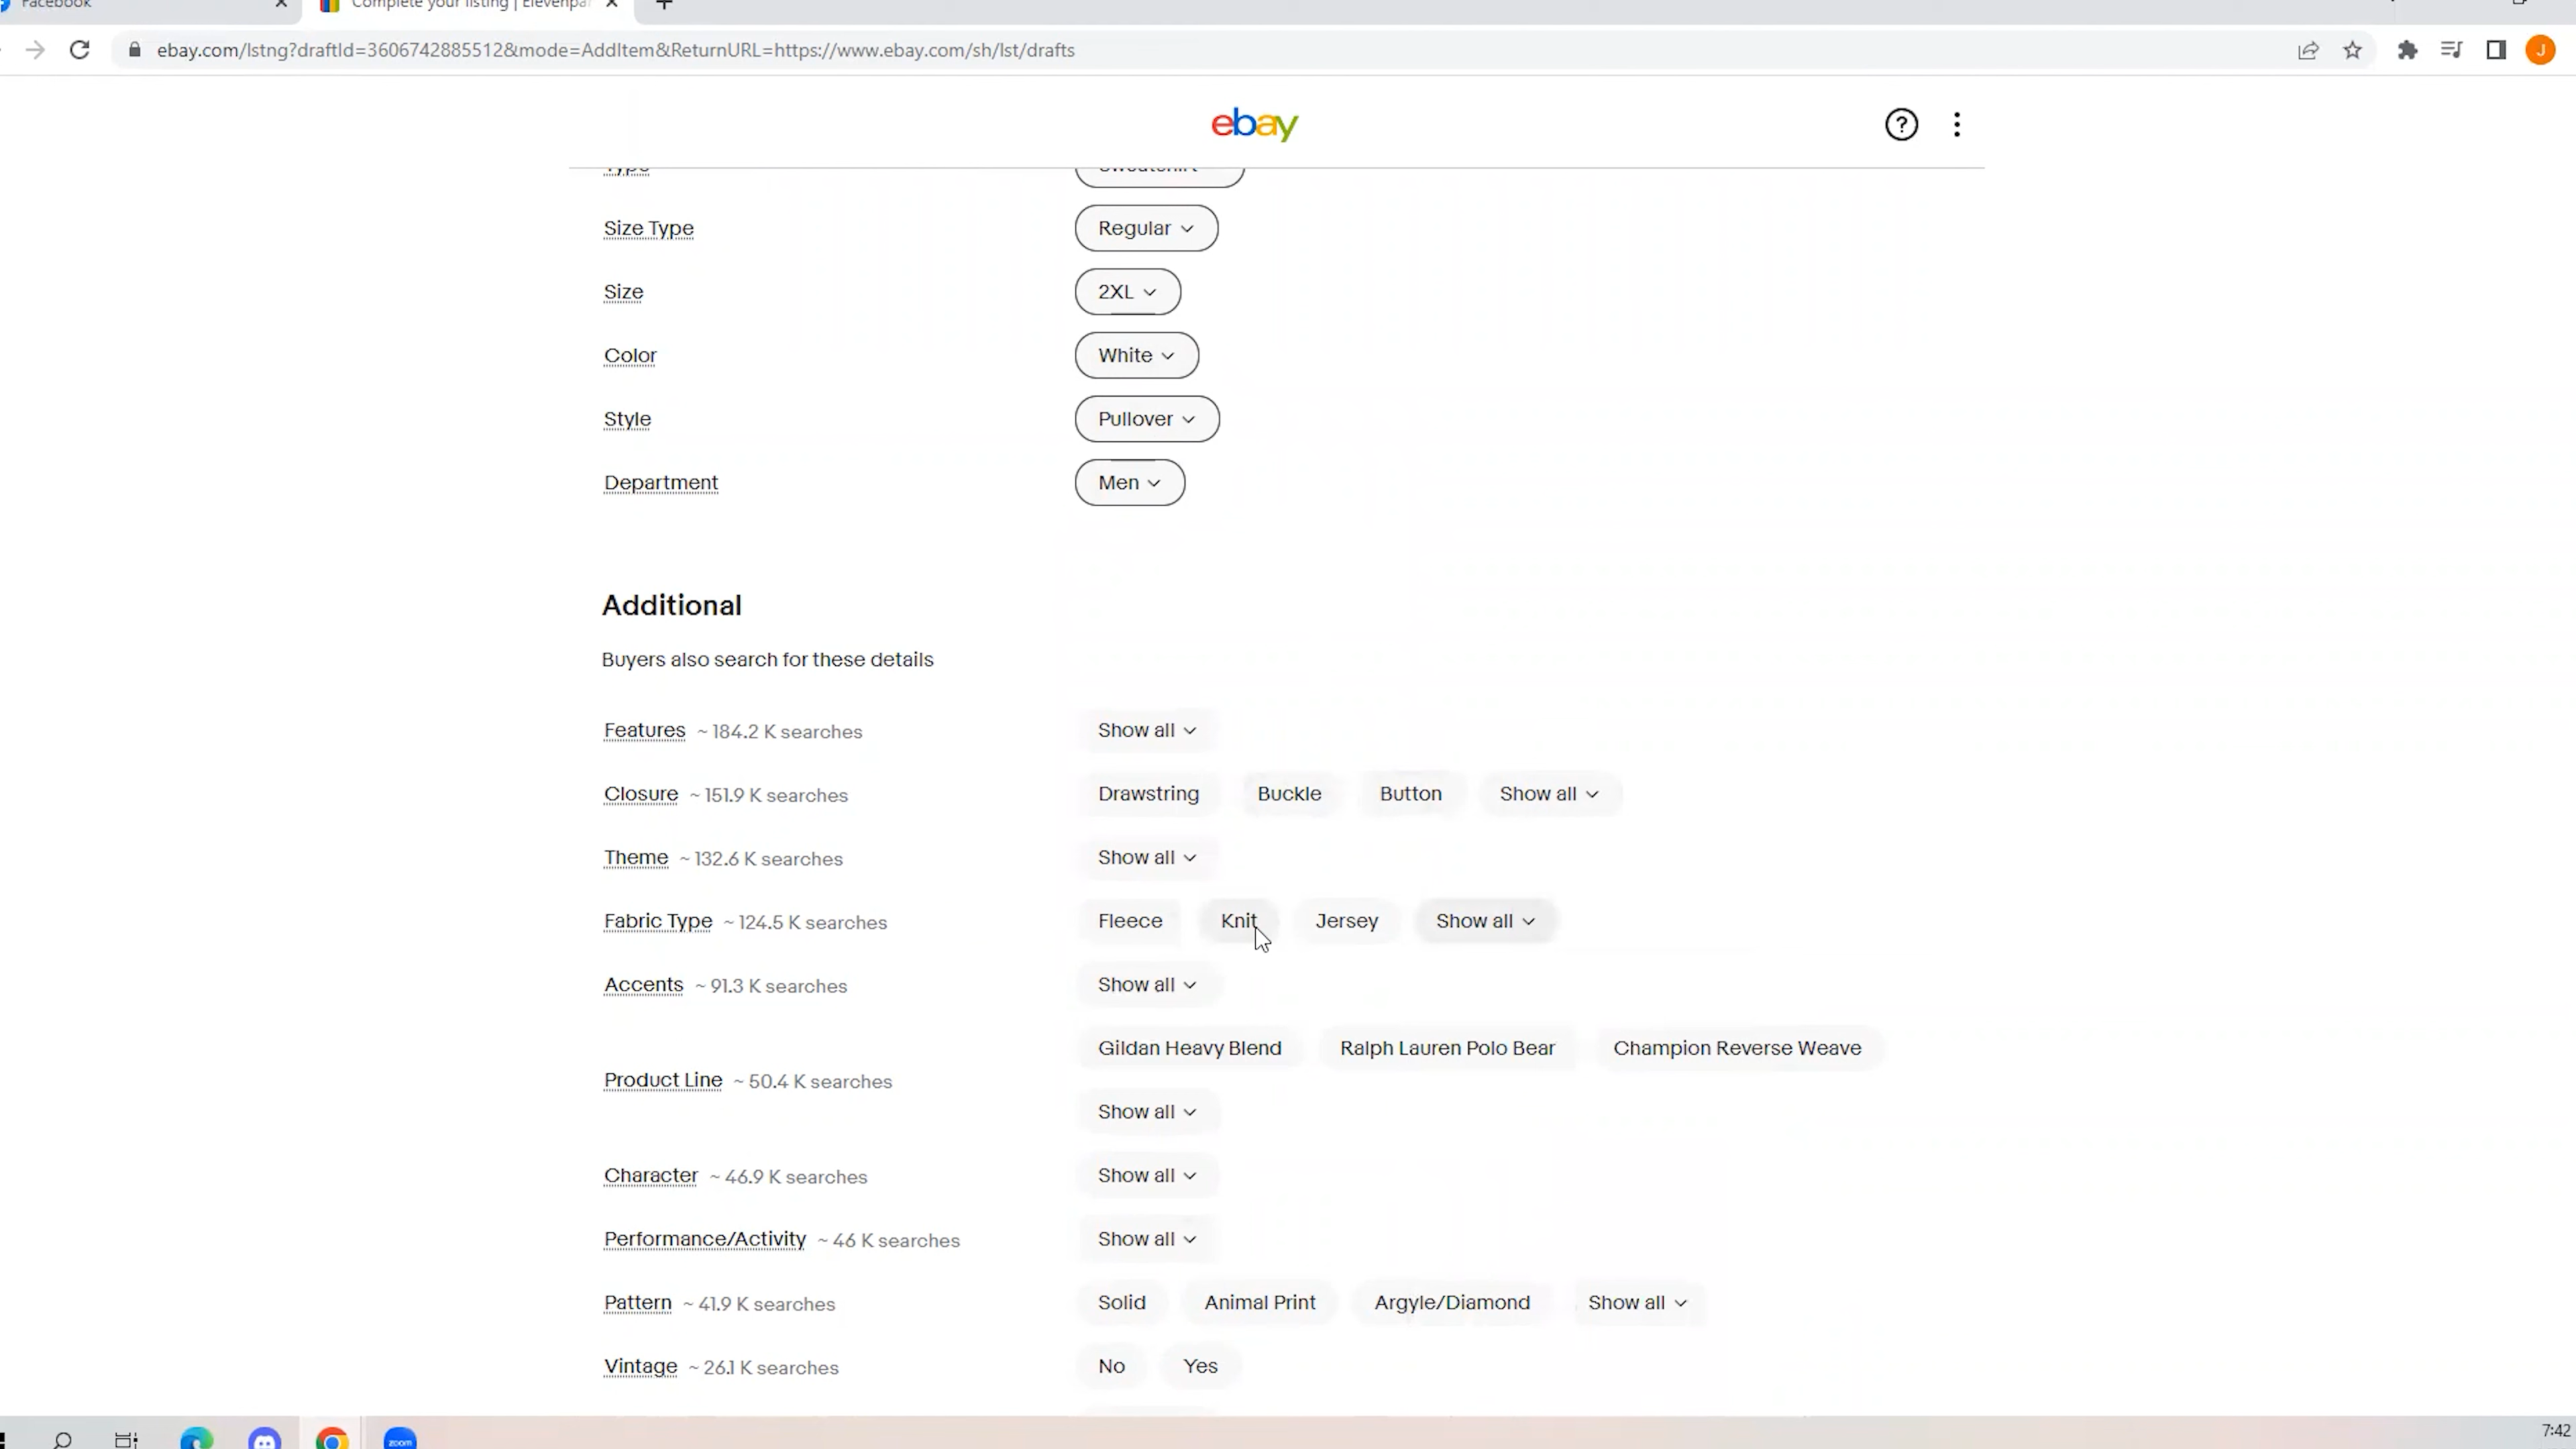 Facebook
Complete your listing | Elevenpa
ebay.com/lstng?draftId=3606742885512&mode=AddItem&ReturnURL=https://www.ebay.com/sh/lst/drafts
J
ebay
Type Sweatshirt
Size Type Regular
Size 2XL
Color White
Style Pullover
Department Men
Additional
Buyers also search for these details
Features ~ 184.2 K searches Show all
Closure ~ 151.9 K searches Drawstring Buckle Button Show all
Theme ~ 132.6 K searches Show all
Fabric Type ~ 124.5 K searches Fleece Knit Jersey Show all
Accents ~ 91.3 K searches Show all
Gildan Heavy Blend Ralph Lauren Polo Bear Champion Reverse Weave
Product Line ~ 50.4 K searches
Show all
Character ~ 46.9 K searches Show all
Performance/Activity ~ 46 K searches Show all
Pattern ~ 41.9 K searches Solid Animal Print Argyle/Diamond Show all
Vintage ~ 26.1 K searches No Yes
zoom
7:42